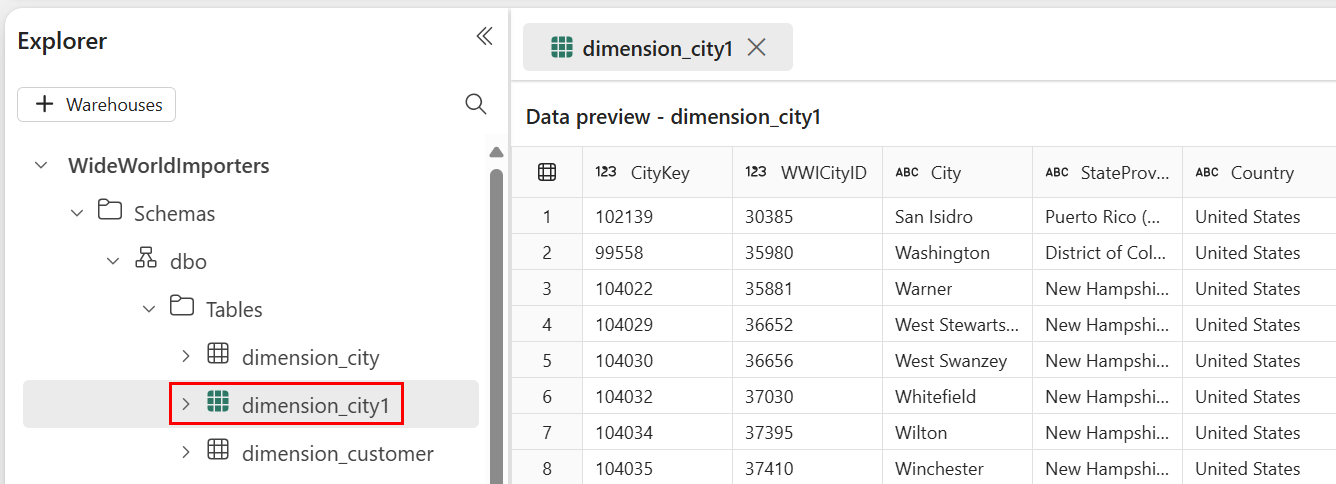 Explorer
+ Warehouses
WideWorldImporters
Schemas
dbo
Tables
dimension_city
dimension_city1
dimension_customer
dimension_city1
Data preview - dimension_city1
123 CityKey 123 WWICityID ABC City ABC StateProv... ABC Country
1 102139 30385 San Isidro Puerto Rico (... United States
2 99558 35980 Washington District of Col... United States
3 104022 35881 Warner New Hampshi... United States
4 104029 36652 West Stewarts... New Hampshi... United States
5 104030 36656 West Swanzey New Hampshi... United States
6 104032 37030 Whitefield New Hampshi... United States
7 104034 37395 Wilton New Hampshi... United States
8 104035 37410 Winchester New Hampshi... United States